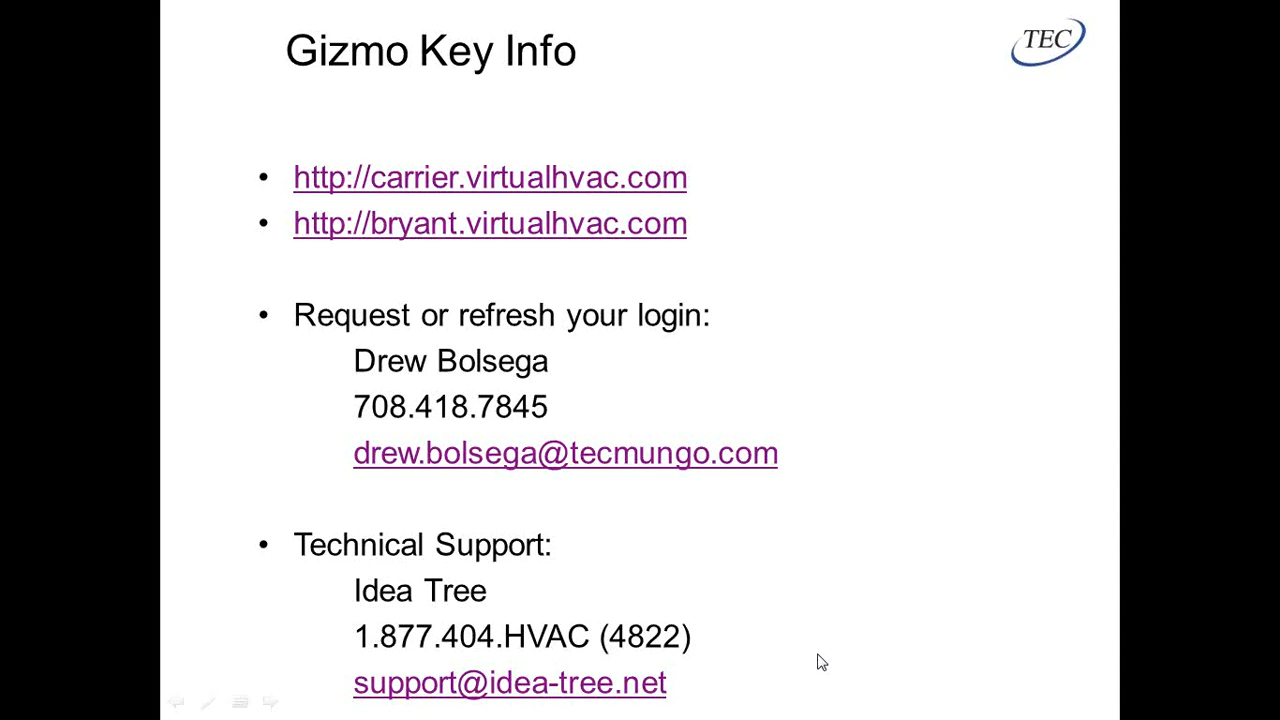 Gizmo Key Info
TEC
• http://carrier.virtualhvac.com
• http://bryant.virtualhvac.com
• Request or refresh your login:
Drew Bolsega
708.418.7845
drew.bolsega@tecmungo.com
• Technical Support:
Idea Tree
1.877.404.HVAC (4822)
support@idea-tree.net